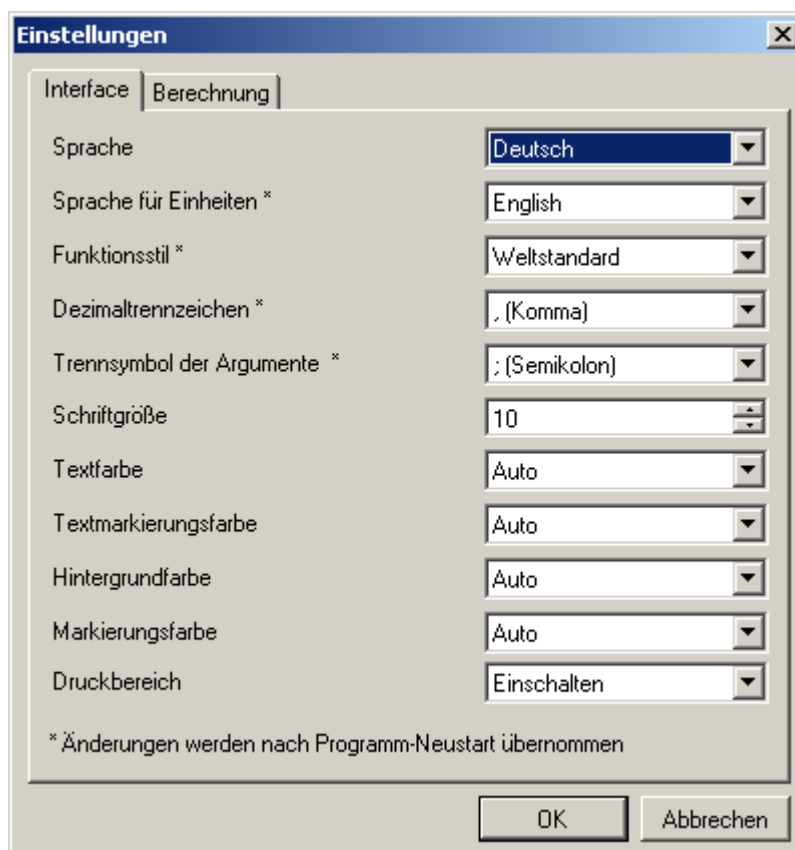 Einstellungen
Interface Berechnung
Sprache Deutsch
Sprache für Einheiten * English
Funktionsstil * Weltstandard
Dezimaltrennzeichen * , (Komma)
Trennsymbol der Argumente * ; (Semikolon)
Schriftgröße 10
Textfarbe Auto
Textmarkierungsfarbe Auto
Hintergrundfarbe Auto
Markierungsfarbe Auto
Druckbereich Einschalten
* Änderungen werden nach Programm-Neustart übernommen
OK Abbrechen